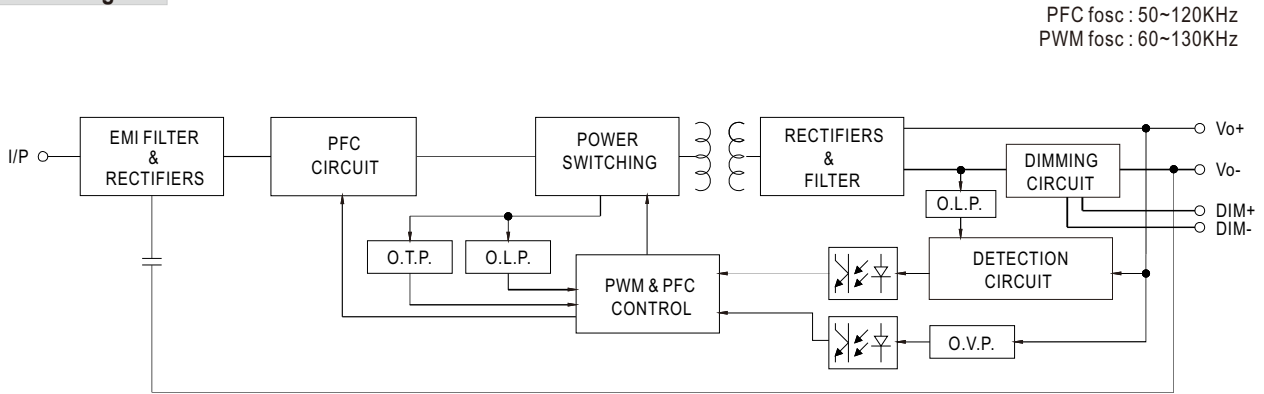 PFC fosc : 50~120KHz
PWM fosc : 60~130KHz
EMI FILTER
&
RECTIFIERS
PFC
CIRCUIT
POWER
SWITCHING
RECTIFIERS
&
FILTER
DIMMING
CIRCUIT
I/P
Vo+
Vo-
DIM+
DIM-
O.L.P.
O.T.P.
O.L.P.
PWM & PFC
CONTROL
DETECTION
CIRCUIT
O.V.P.